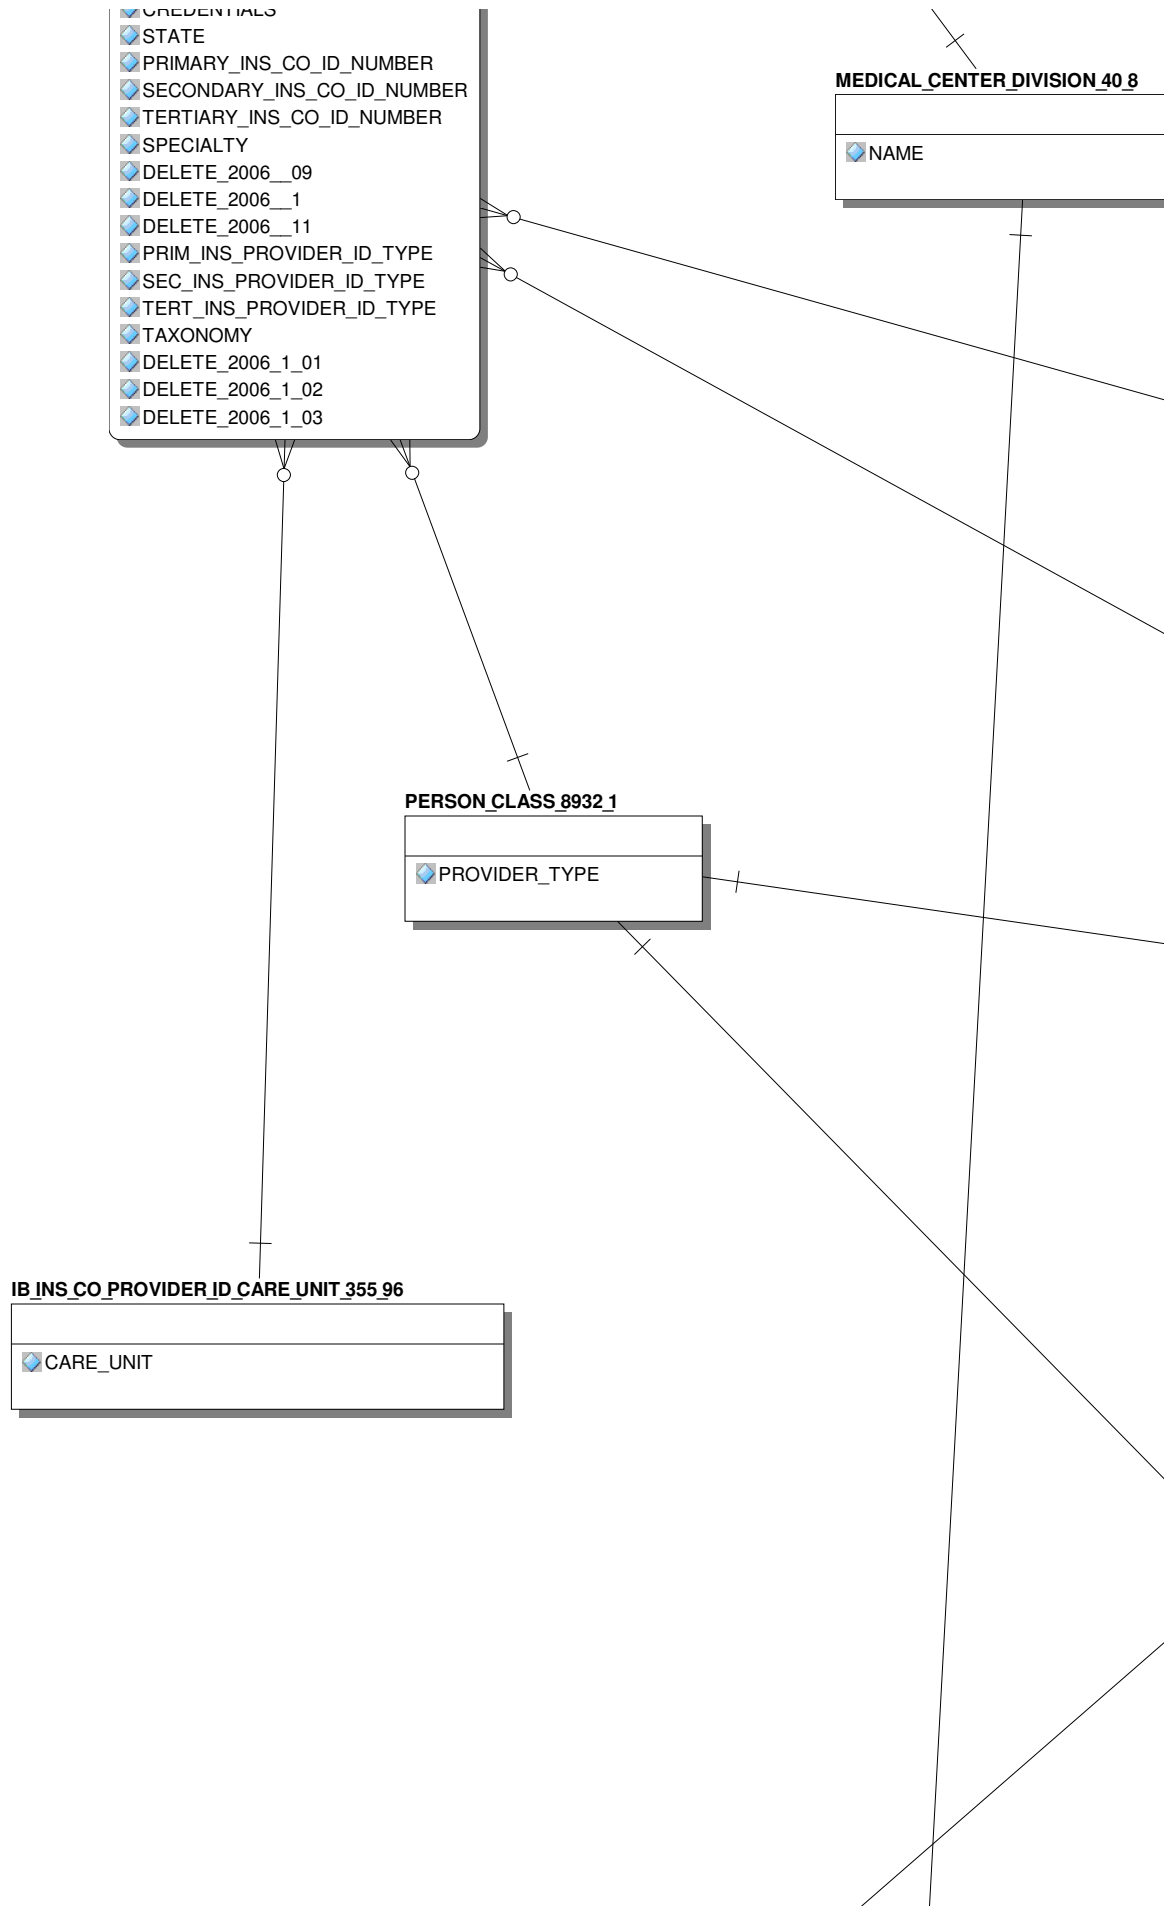 CREDENTIALS
STATE
PRIMARY_INS_CO_ID_NUMBER
SECONDARY_INS_CO_ID_NUMBER
TERTIARY_INS_CO_ID_NUMBER
SPECIALTY
DELETE_2006__09
DELETE_2006__1
DELETE_2006__11
PRIM_INS_PROVIDER_ID_TYPE
SEC_INS_PROVIDER_ID_TYPE
TERT_INS_PROVIDER_ID_TYPE
TAXONOMY
DELETE_2006_1_01
DELETE_2006_1_02
DELETE_2006_1_03
MEDICAL_CENTER_DIVISION_40_8
NAME
PERSON_CLASS_8932_1
PROVIDER_TYPE
IB_INS_CO_PROVIDER_ID_CARE_UNIT_355_96
CARE_UNIT